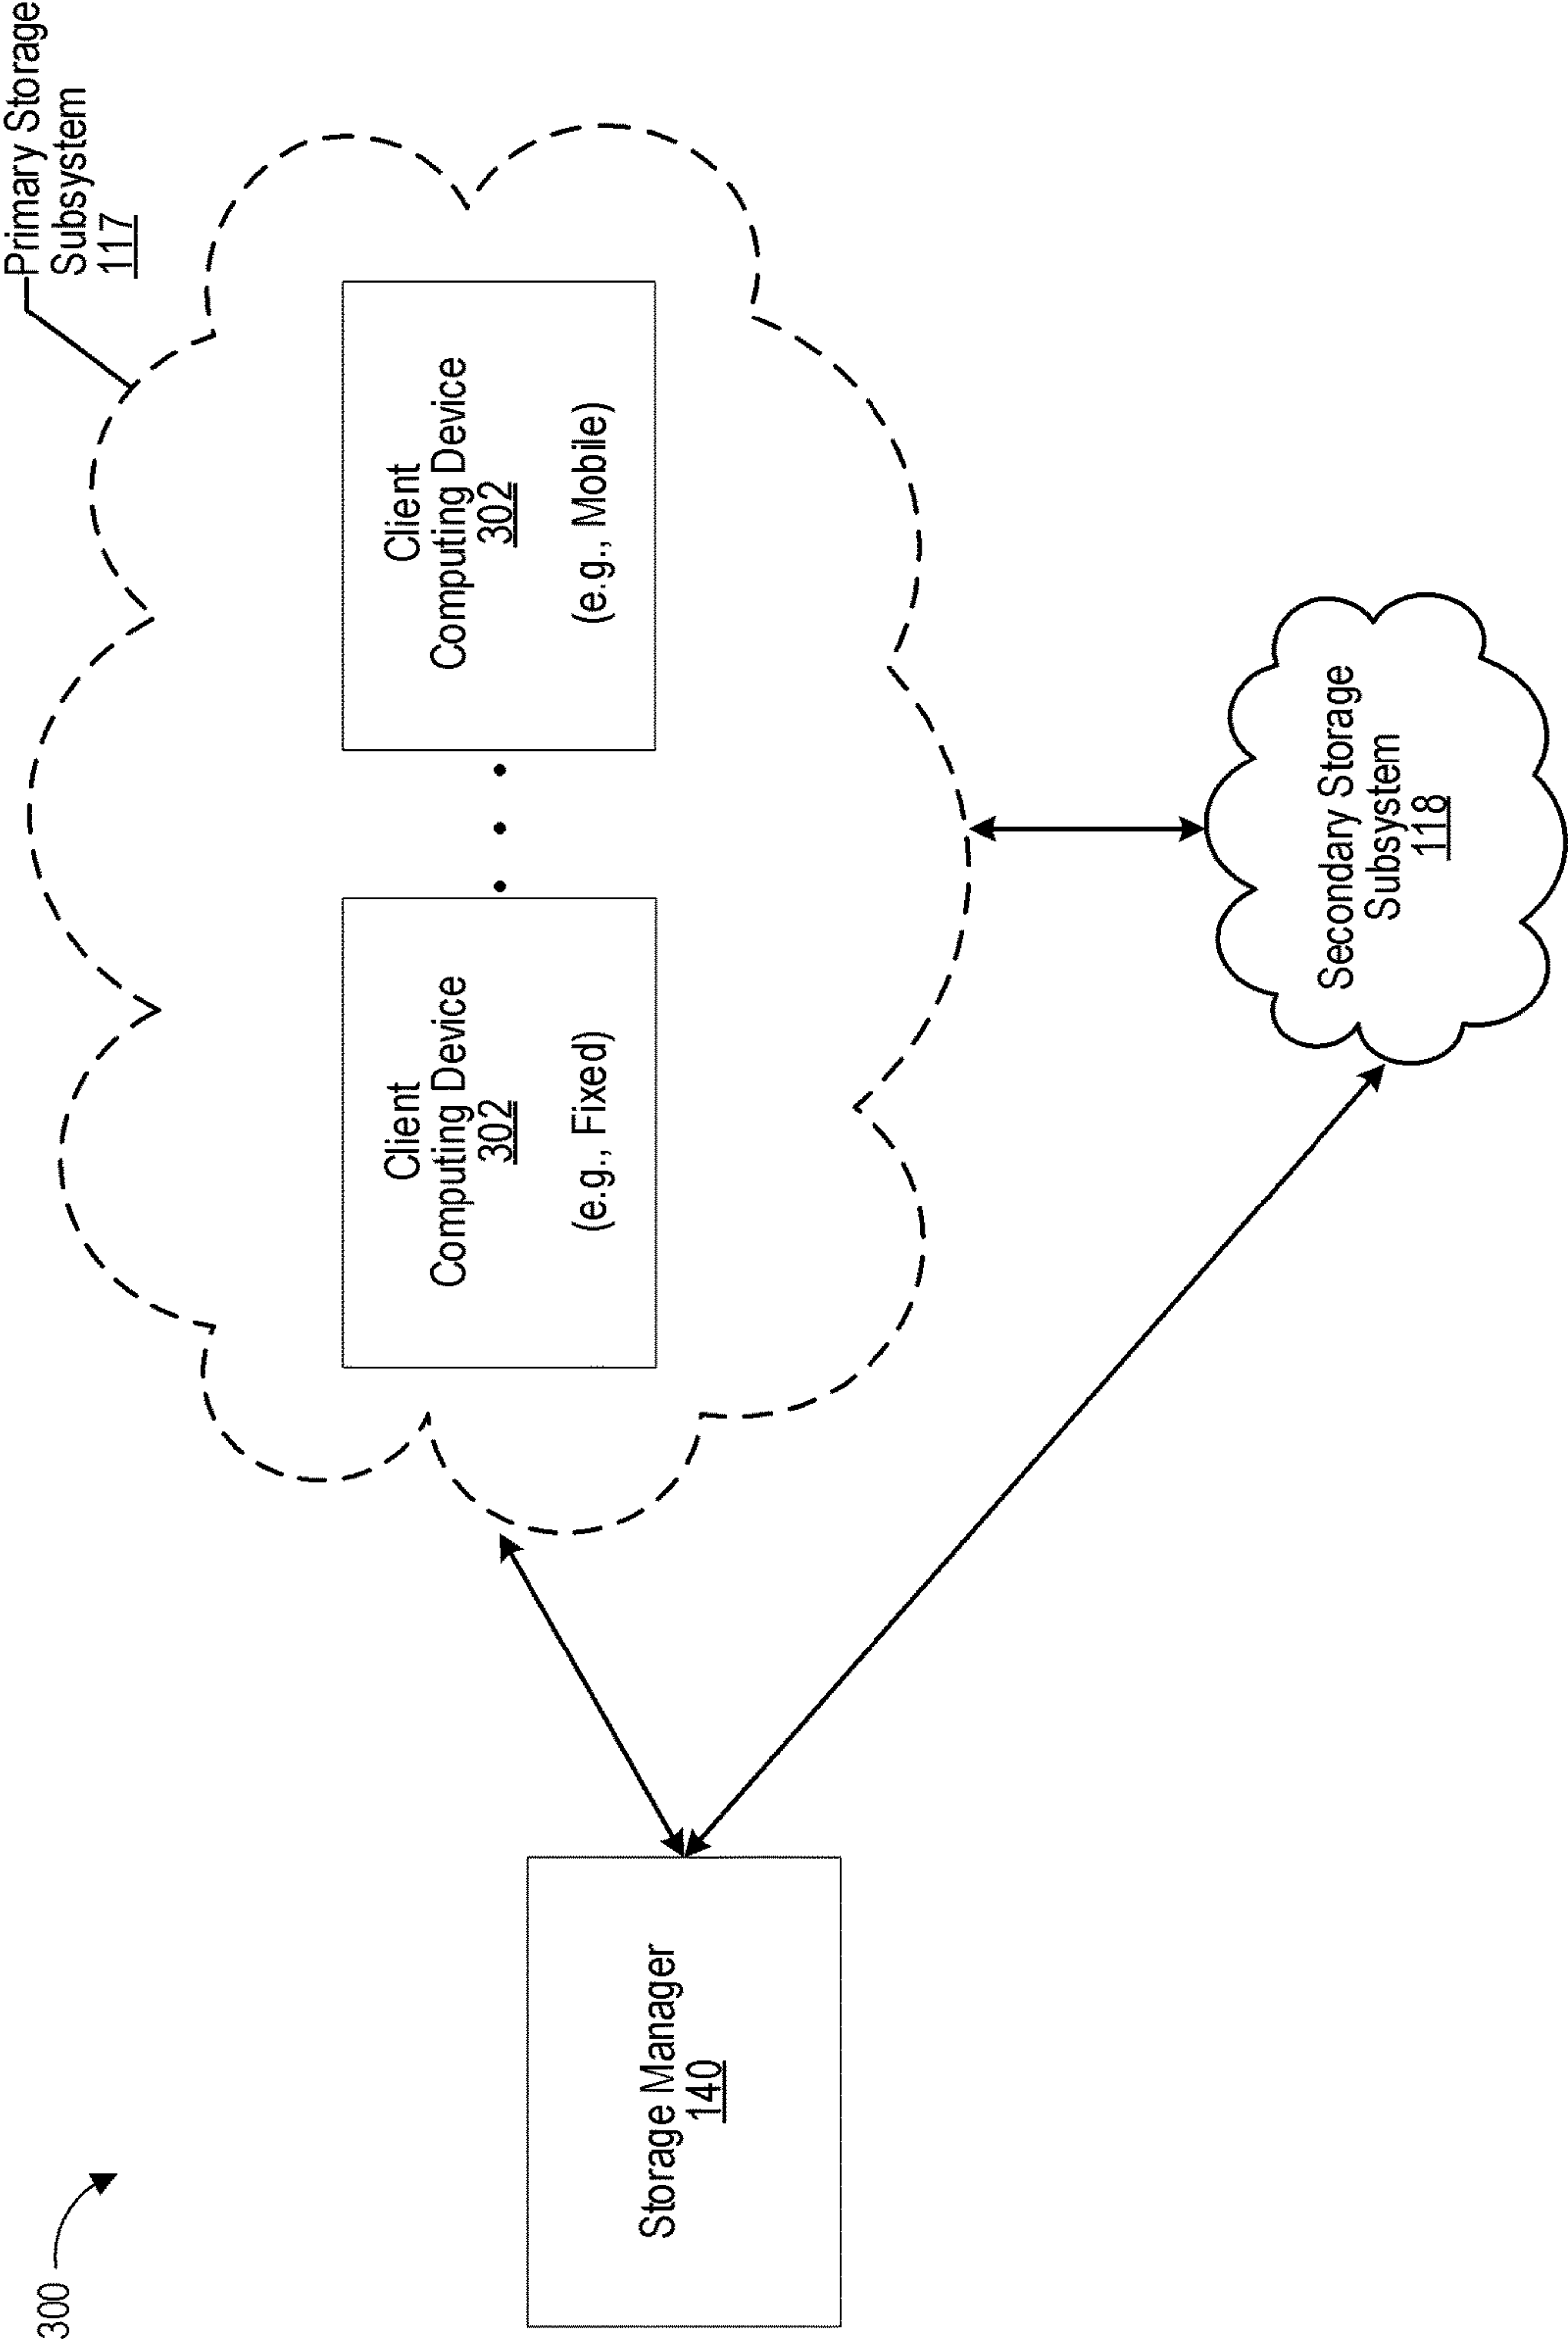 300
Primary Storage
Subsystem
117
Storage Manager
140
Client
Computing Device
302
(e.g., Fixed)
Client
Computing Device
302
(e.g., Mobile)
Secondary Storage
Subsystem
118